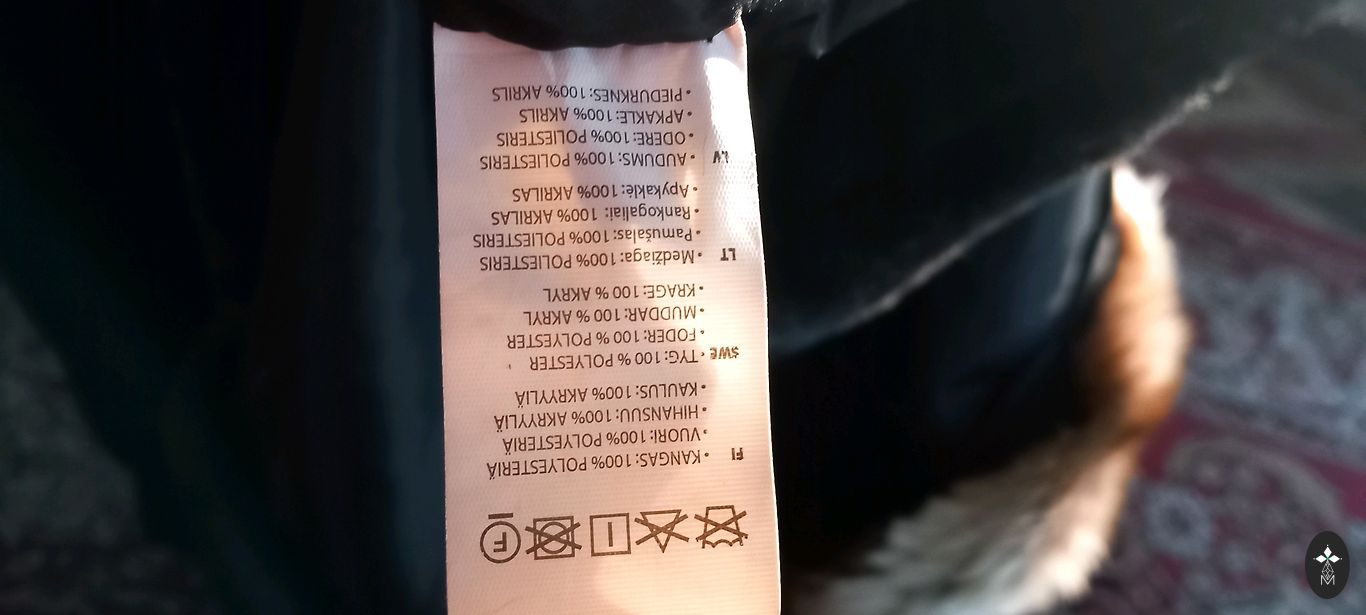 F
FI • KANGAS: 100% POLYESTERIÄ
• VUORI: 100% POLYESTERIÄ
• HIHANSUU: 100% AKRYYLIÄ
• KAULUS: 100% AKRYYLIÄ
SWE • TYG: 100 % POLYESTER
• FODER: 100 % POLYESTER
• MUDDAR: 100 % AKRYL
• KRAGE: 100 % AKRYL
LT • Medžiaga: 100% POLIESTERIS
• Pamušalas: 100% POLIESTERIS
• Rankogaliai: 100% AKRILAS
• Apykaklė: 100% AKRILAS
LV • AUDUMS: 100% POLIESTERIS
• ODERE: 100% POLIESTERIS
• APKAKLE: 100% AKRILS
• PIEDURKNES: 100% AKRILS
M